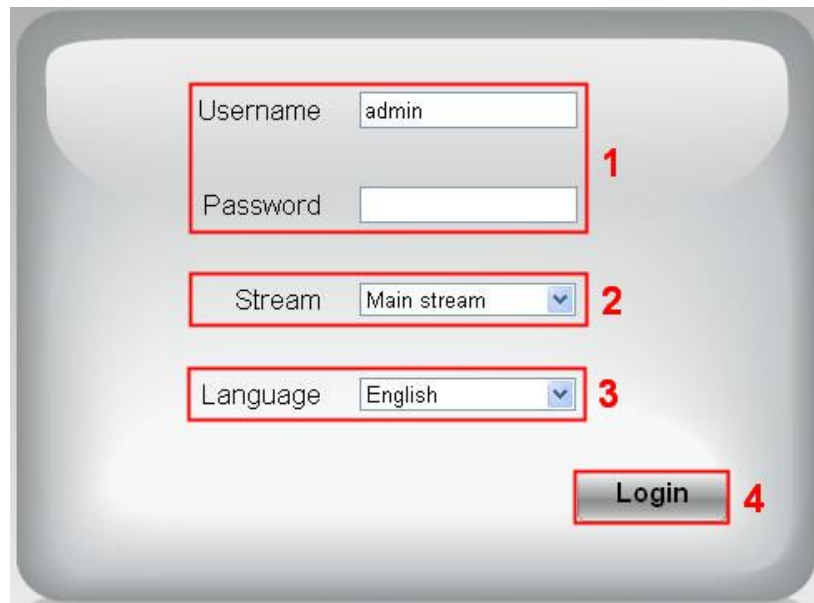 Username admin
1
Password
Stream Main stream 2
Language English 3
Login 4